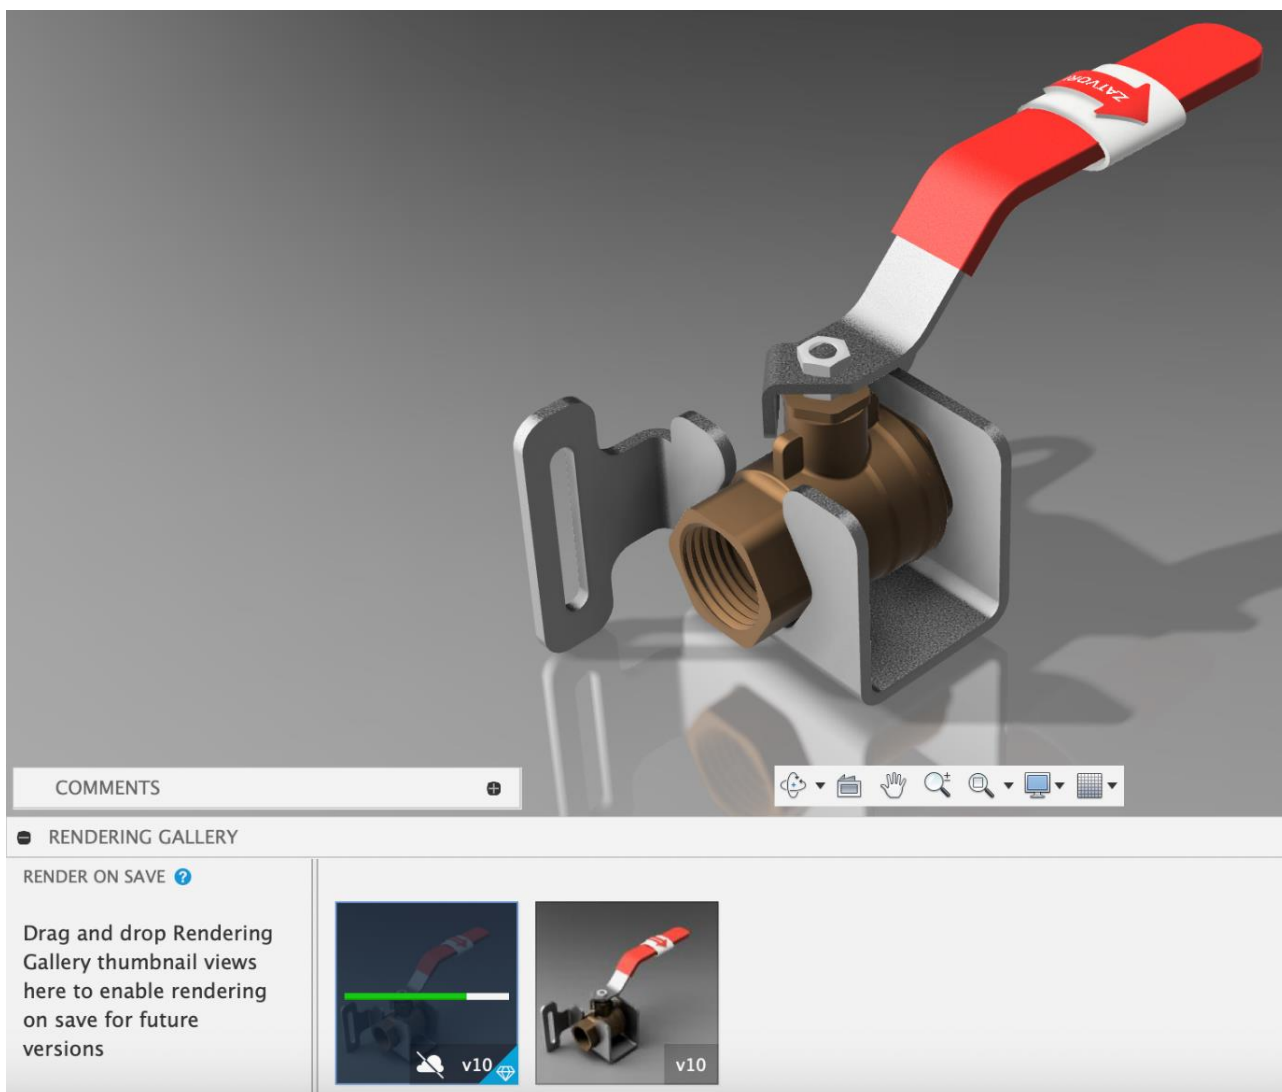 ZATVORI
COMMENTS
RENDERING GALLERY
RENDER ON SAVE ?
Drag and drop Rendering
Gallery thumbnail views
here to enable rendering
on save for future
versions
v10
v10